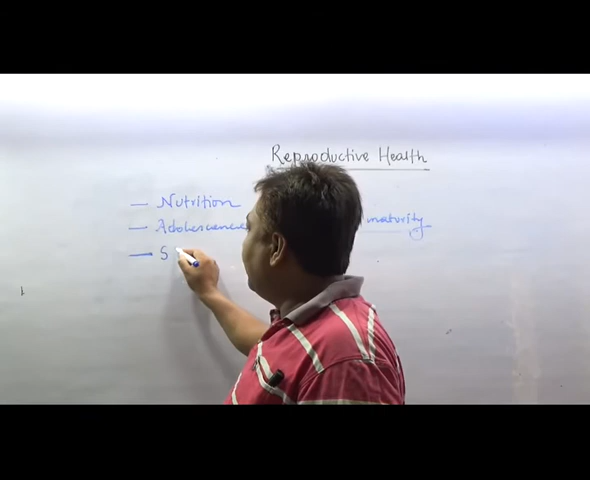 Reproductive Health
— Nutrition
— Adolescence maturity
— S